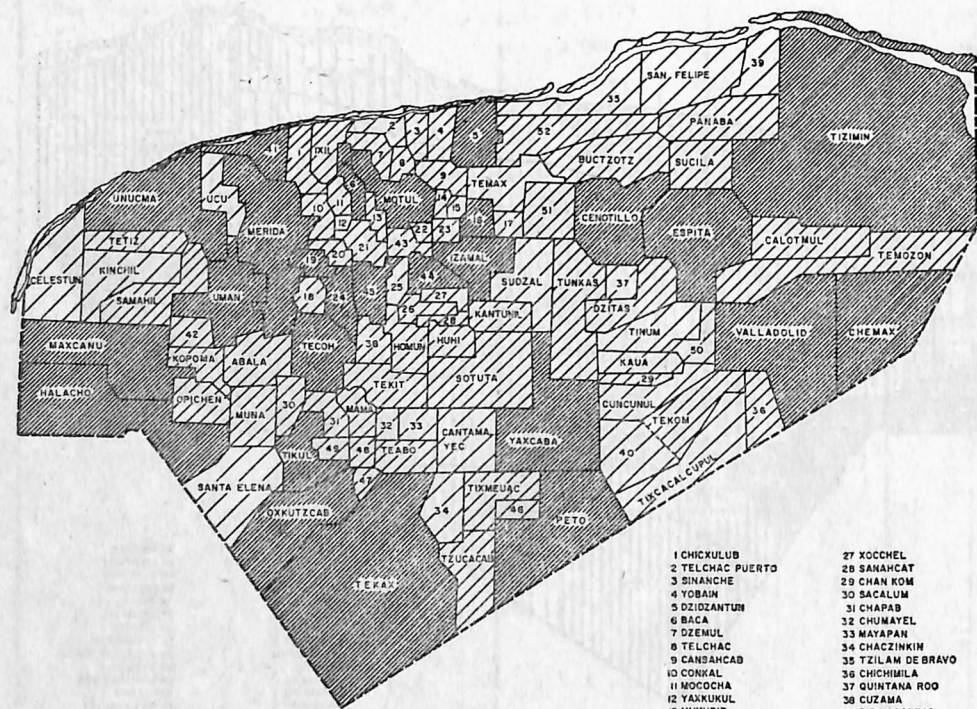 39
SAN FELIPE
35
2
3
4
5
52
PANABA
TIZIMIN
41
1
IXIL
7
8
BUCTZOTZ
SUCILA
9
TEMAX
UNUCMA
UCU
6
MOTUL
14
15
10
11
12
13
16
17
51
CENOTILLO
ESPITA
MERIDA
22
23
CALOTMUL
TETIZ
19
20
21
43
IZAMAL
TEMOZON
CELESTUN
KINCHIL
44
SUDZAL
TUNKAS
37
SAMAHIL
UMAN
18
24
25
27
DZITAS
26
28
KANTUNIL
TINUM
VALLADOLID
CHEMAX
MAXCANU
42
TECOH
38
HOMUN
HUHI
50
KOPOMA
ABALA
KAUA
HALACHO
TEKIT
SOTUTA
29
OPICHEN
MUNA
30
MAMA
CUNCUNUL
TEKOM
36
31
32
33
CANTAMA
YEC
YAXCABA
TIKUL
49
48
TEABO
40
TIXCACALCUPUL
SANTA ELENA
47
TIXMEUAC
OXKUTZCAB
34
46
PETO
TZUCACAB
TEKAX
1 CHICXULUB
2 TELCHAC PUERTO
3 SINANCHE
4 YOBAIN
5 DZIDZANTUN
6 BACA
7 DZEMUL
8 TELCHAC
9 CANSAHCAB
10 CONKAL
11 MOCOCHA
12 YAXKUKUL
27 XOCCHEL
28 SANAHCAT
29 CHAN KOM
30 SACALUM
31 CHAPAB
32 CHUMAYEL
33 MAYAPAN
34 CHACZINKIN
35 TZILAM DE BRAVO
36 CHICHIMILA
37 QUINTANA ROO
38 CUZAMA